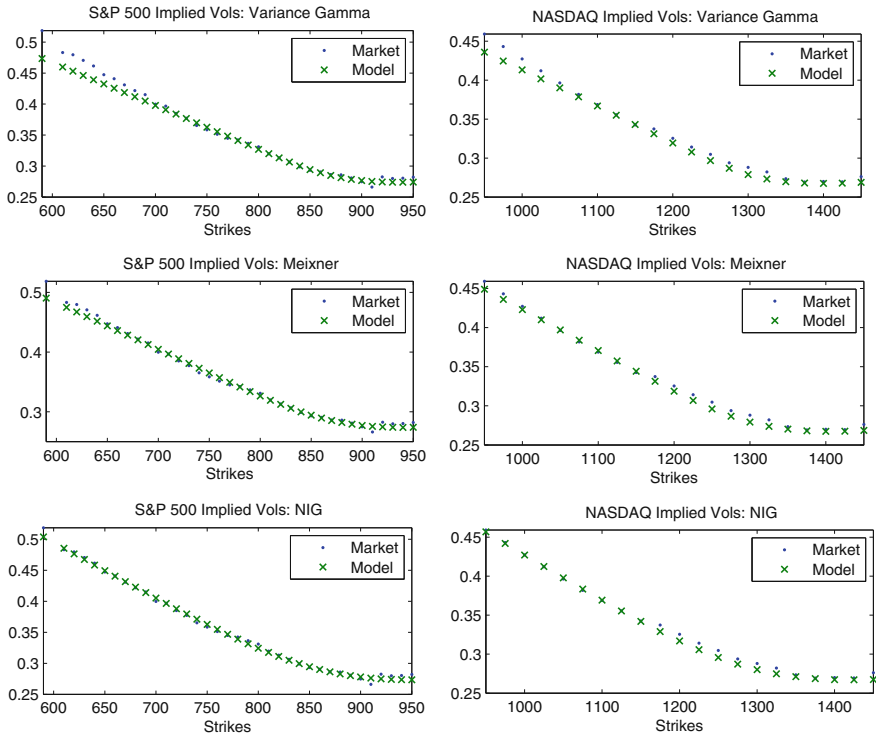 S&P 500 Implied Vols: Variance Gamma
0.5
0.45
0.4
0.35
0.3
0.25
600 650 700 750 800 850 900 950
Strikes
Market
Model
NASDAQ Implied Vols: Variance Gamma
0.45
0.4
0.35
0.3
0.25
1000 1100 1200 1300 1400
Strikes
Market
Model
S&P 500 Implied Vols: Meixner
0.5
0.4
0.3
600 650 700 750 800 850 900 950
Strikes
Market
Model
NASDAQ Implied Vols: Meixner
0.45
0.4
0.35
0.3
0.25
1000 1100 1200 1300 1400
Strikes
Market
Model
S&P 500 Implied Vols: NIG
0.5
0.45
0.4
0.35
0.3
0.25
600 650 700 750 800 850 900 950
Strikes
Market
Model
NASDAQ Implied Vols: NIG
0.45
0.4
0.35
0.3
0.25
1000 1100 1200 1300 1400
Strikes
Market
Model